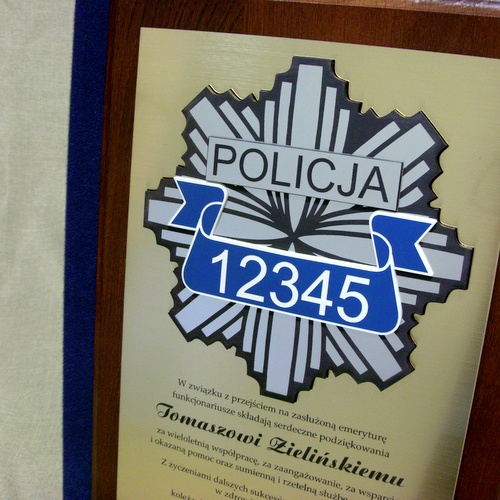 POLICJA
12345
W związku z przejściem na zasłużoną emeryturę
funkcjonariusze składają serdeczne podziękowania
Tomaszowi Zielińskiemu
za wieloletnią współpracę, za zaangażowanie, za wsparcie
i okazaną pomoc oraz sumienną i rzetelną służbę
Z życzeniami dalszych
w